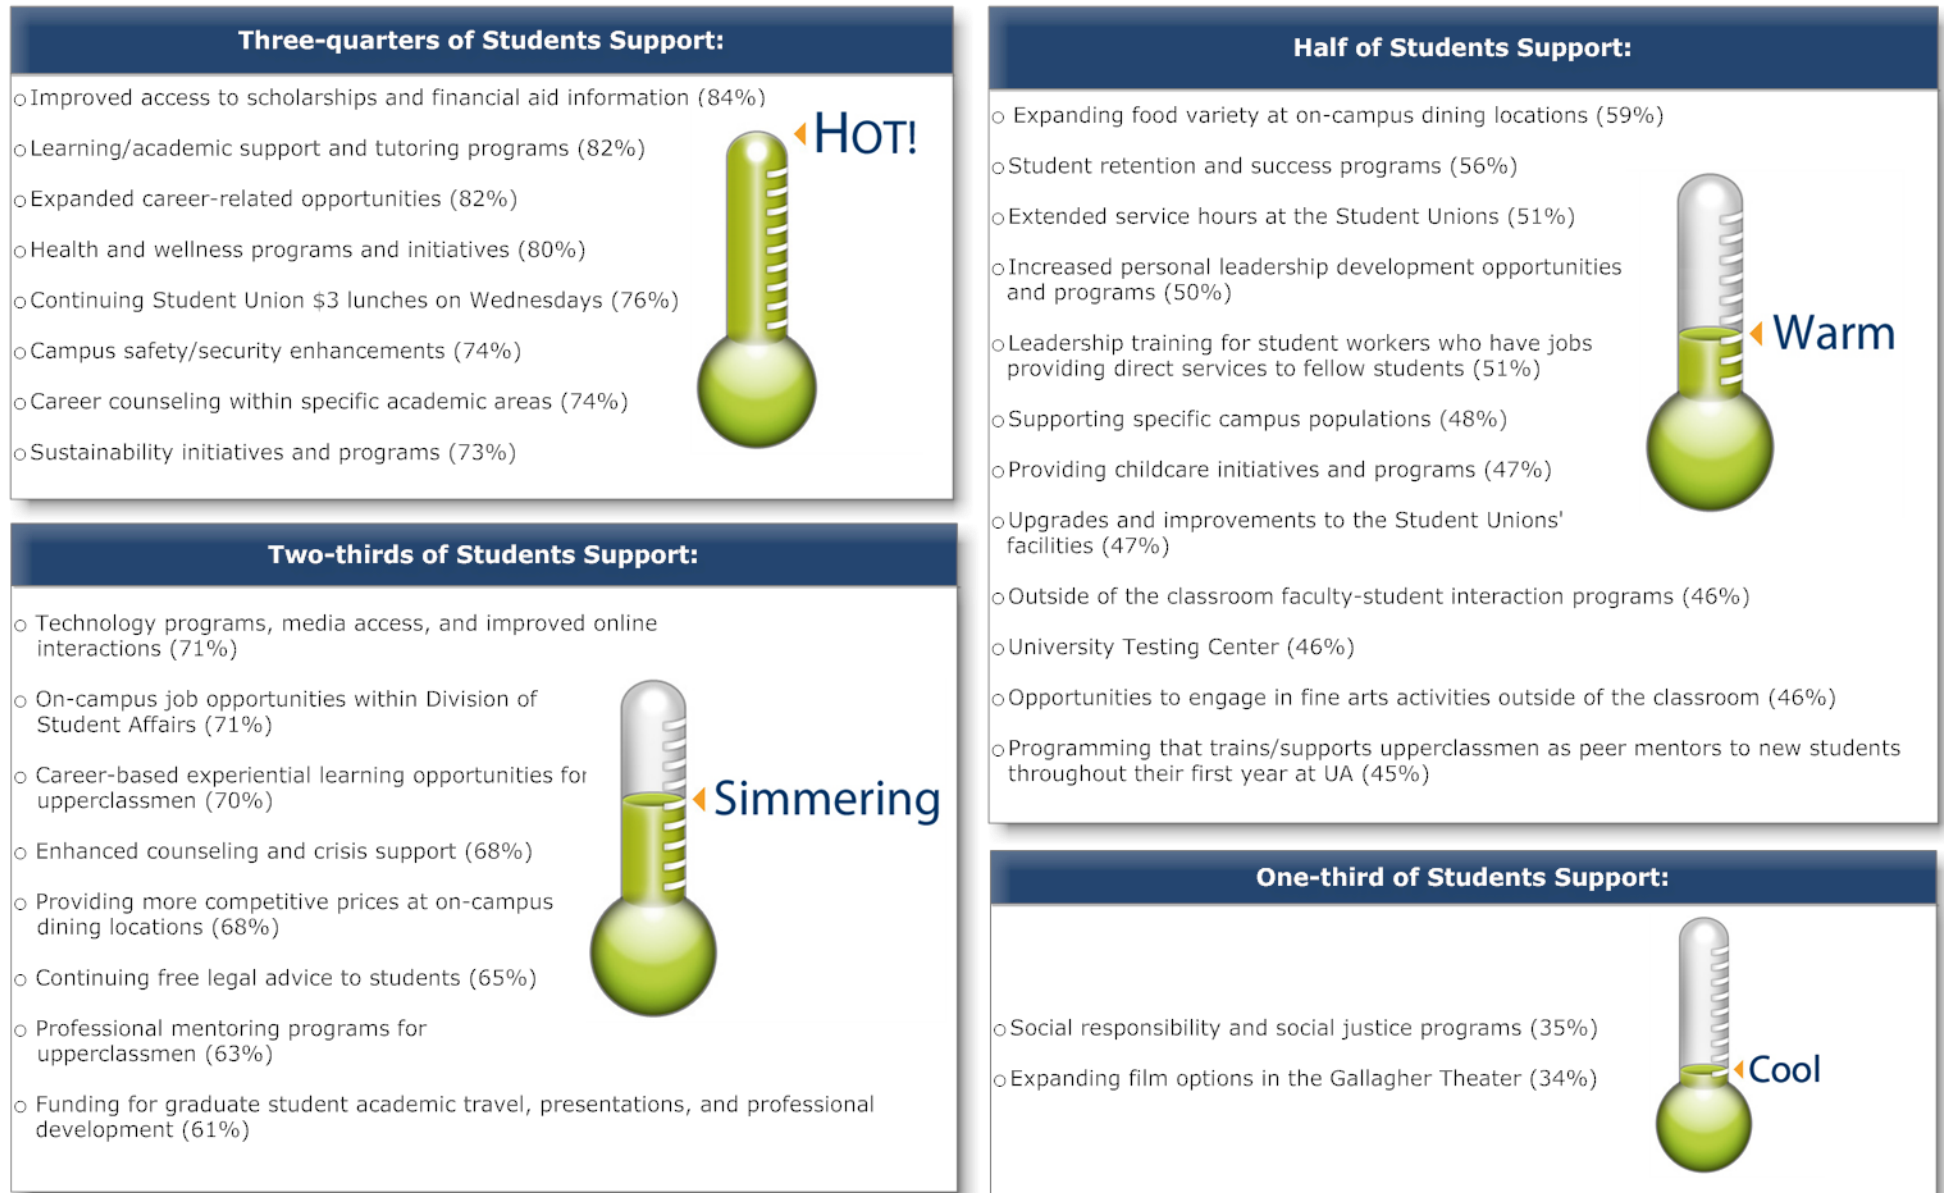 Three-quarters of Students Support:
○Improved access to scholarships and financial aid information (84%)
HOT!
○Learning/academic support and tutoring programs (82%)
○Expanded career-related opportunities (82%)
○Health and wellness programs and initiatives (80%)
○Continuing Student Union $3 lunches on Wednesdays (76%)
○Campus safety/security enhancements (74%)
○Career counseling within specific academic areas (74%)
○Sustainability initiatives and programs (73%)
Two-thirds of Students Support:
○ Technology programs, media access, and improved online
interactions (71%)
○ On-campus job opportunities within Division of
Student Affairs (71%)
○ Career-based experiential learning opportunities for
upperclassmen (70%)
Simmering
○ Enhanced counseling and crisis support (68%)
○ Providing more competitive prices at on-campus
dining locations (68%)
○ Continuing free legal advice to students (65%)
○ Professional mentoring programs for
upperclassmen (63%)
○ Funding for graduate student academic travel, presentations, and professional
development (61%)
Half of Students Support:
○ Expanding food variety at on-campus dining locations (59%)
○Student retention and success programs (56%)
○Extended service hours at the Student Unions (51%)
○Increased personal leadership development opportunities
and programs (50%)
Warm
○Leadership training for student workers who have jobs
providing direct services to fellow students (51%)
○Supporting specific campus populations (48%)
○Providing childcare initiatives and programs (47%)
○Upgrades and improvements to the Student Unions'
facilities (47%)
○Outside of the classroom faculty-student interaction programs (46%)
○University Testing Center (46%)
○Opportunities to engage in fine arts activities outside of the classroom (46%)
○Programming that trains/supports upperclassmen as peer mentors to new students
throughout their first year at UA (45%)
One-third of Students Support:
○Social responsibility and social justice programs (35%)
○Expanding film options in the Gallagher Theater (34%)
Cool